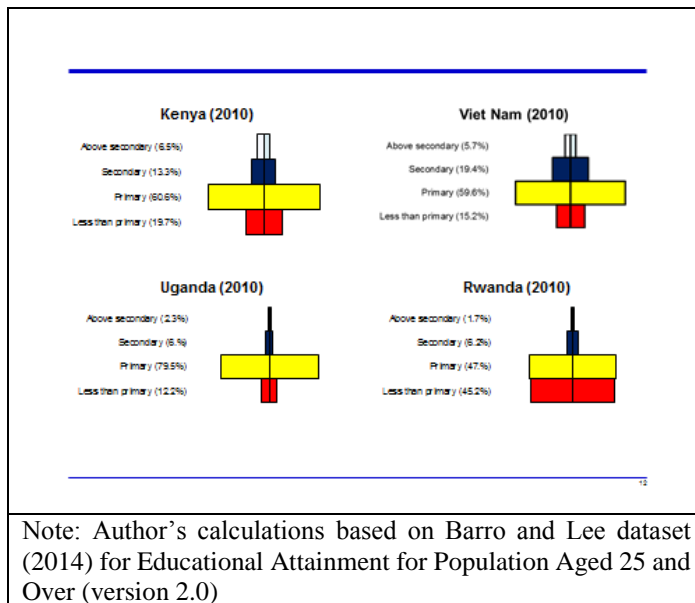 Kenya (2010)
Above secondary (6.5%)
Secondary (13.3%)
Primary (60.6%)
Less than primary (19.7%)
Viet Nam (2010)
Above secondary (5.7%)
Secondary (19.4%)
Primary (59.6%)
Less than primary (15.2%)
Uganda (2010)
Above secondary (2.3%)
Secondary (6.%)
Primary (79.5%)
Less than primary (12.2%)
Rwanda (2010)
Above secondary (1.7%)
Secondary (6.2%)
Primary (47.%)
Less than primary (45.2%)
12
Note: Author's calculations based on Barro and Lee dataset
(2014) for Educational Attainment for Population Aged 25 and
Over (version 2.0)